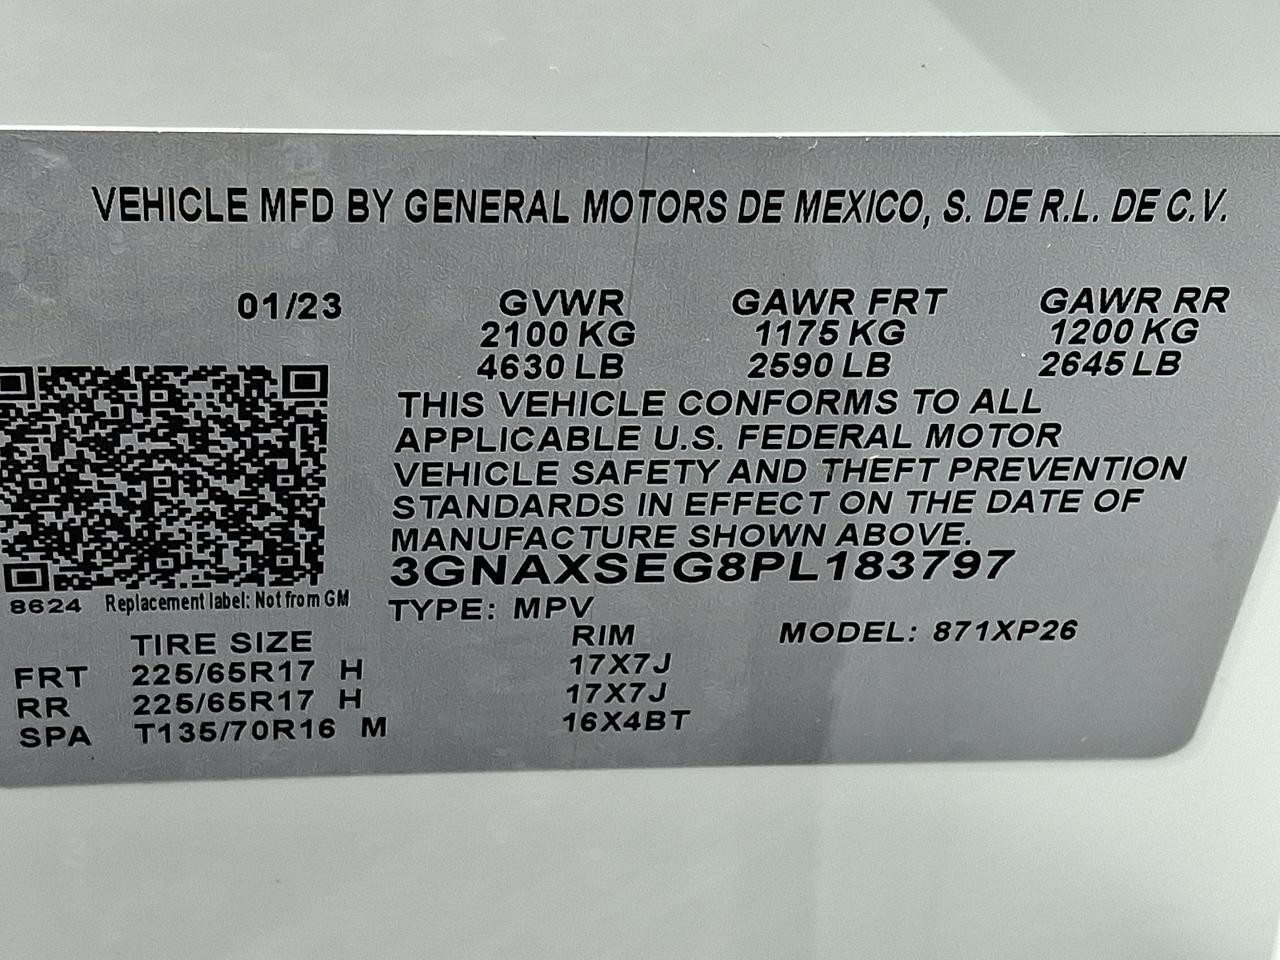 VEHICLE MFD BY GENERAL MOTORS DE MEXICO, S. DE R.L. DE C.V.
01/23 GVWR GAWR FRT GAWR RR
2100 KG 1175 KG 1200 KG
4630 LB 2590 LB 2645 LB
THIS VEHICLE CONFORMS TO ALL
APPLICABLE U.S. FEDERAL MOTOR
VEHICLE SAFETY AND THEFT PREVENTION
STANDARDS IN EFFECT ON THE DATE OF
MANUFACTURE SHOWN ABOVE.
3GNAXSEG8PL183797
8624 Replacement label: Not from GM
TYPE: MPV
TIRE SIZE RIM MODEL: 871XP26
FRT 225/65R17 H 17X7J
RR 225/65R17 H 17X7J
SPA T135/70R16 M 16X4BT